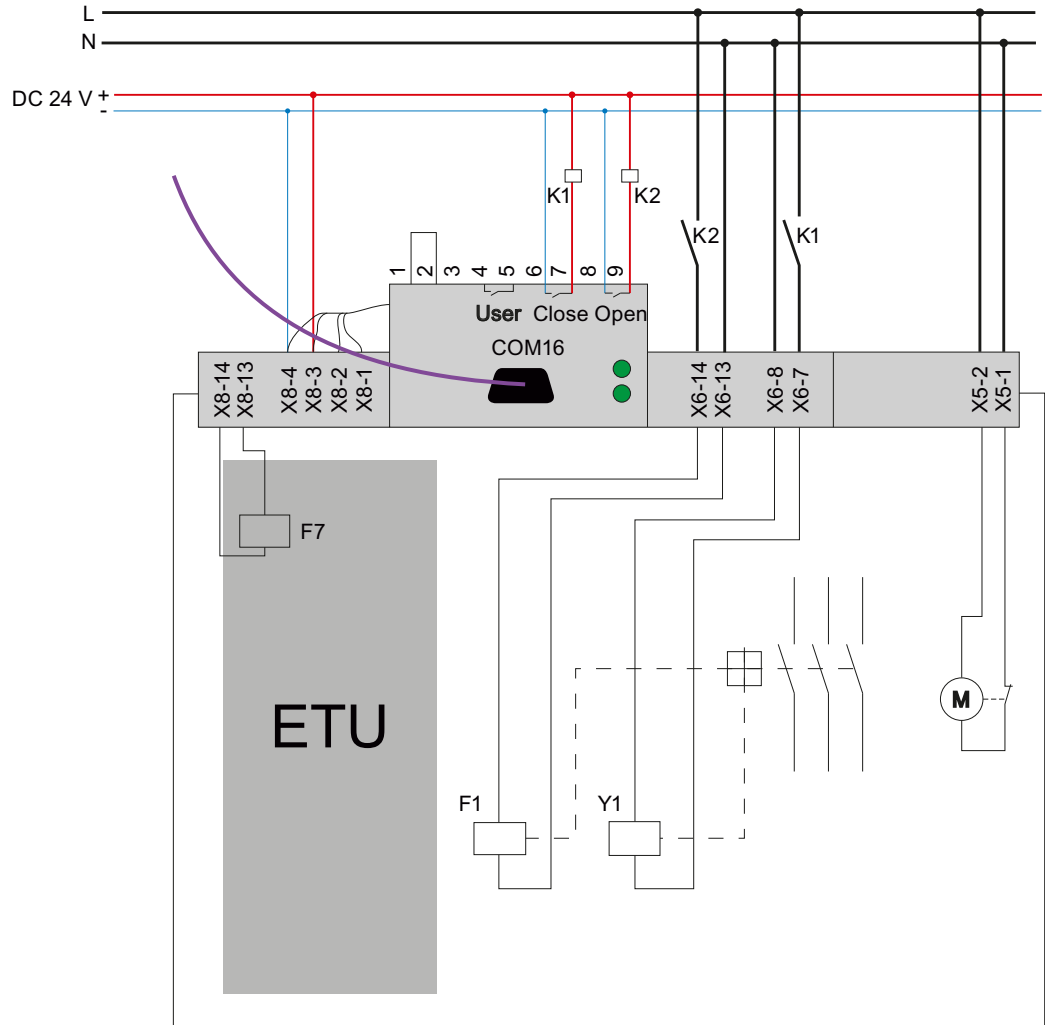 L
N
DC 24 V +
-
K1
K2
K2
K1
1
2
3
4
5
6
7
8
9
User Close Open
COM16
X8-14
X8-13
X8-4
X8-3
X8-2
X8-1
X6-14
X6-13
X6-8
X6-7
X5-2
X5-1
F7
ETU
M
F1
Y1